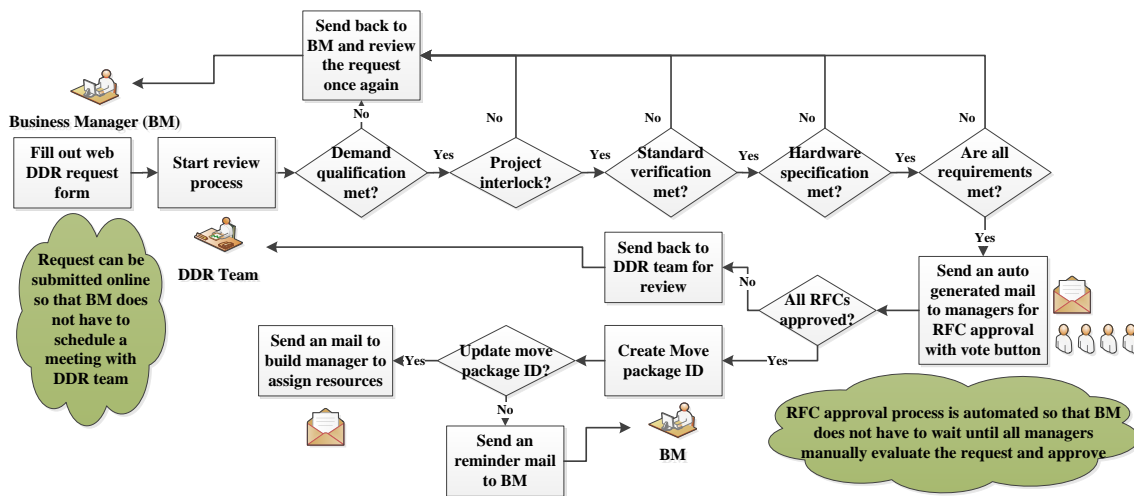 Send back to
BM and review
the request
once again
Business Manager (BM)
No
No
No
No
No
Fill out web
DDR request
form
Start review
process
Demand
qualification
met?
Yes
Project
interlock?
Yes
Standard
verification
met?
Yes
Hardware
specification
met?
Yes
Are all
requirements
met?
Yes
Request can be
submitted online
so that BM does
not have to
schedule a
meeting with
DDR team
DDR Team
Send back to
DDR team for
review
No
All RFCs
approved?
Send an auto
generated mail
to managers for
RFC approval
with vote button
Yes
Send an mail to
build manager to
assign resources
Yes
Update move
package ID?
Create Move
package ID
No
Send an
reminder mail
to BM
BM
RFC approval process is automated so that BM
does not have to wait until all managers
manually evaluate the request and approve